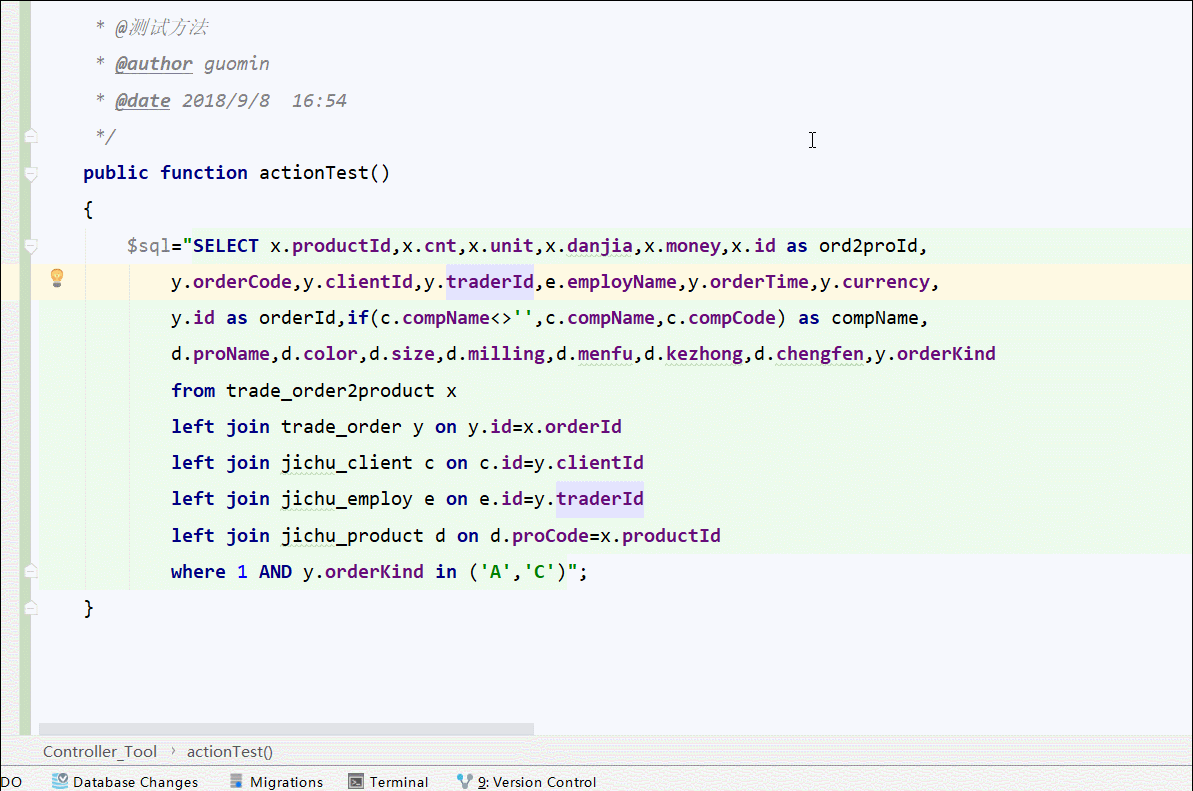 * @测试方法
* @author guomin
* @date 2018/9/8  16:54
*/
public function actionTest()
{
$sql="SELECT x.productId,x.cnt,x.unit,x.danjia,x.money,x.id as ord2proId,
y.orderCode,y.clientId,y.traderId,e.employName,y.orderTime,y.currency,
y.id as orderId,if(c.compName<>'',c.compName,c.compCode) as compName,
d.proName,d.color,d.size,d.milling,d.menfu,d.kezhong,d.chengfen,y.orderKind
from trade_order2product x
left join trade_order y on y.id=x.orderId
left join jichu_client c on c.id=y.clientId
left join jichu_employ e on e.id=y.traderId
left join jichu_product d on d.proCode=x.productId
where 1 AND y.orderKind in ('A','C')";
}
Controller_Tool › actionTest()
DO Database Changes Migrations Terminal 9: Version Control